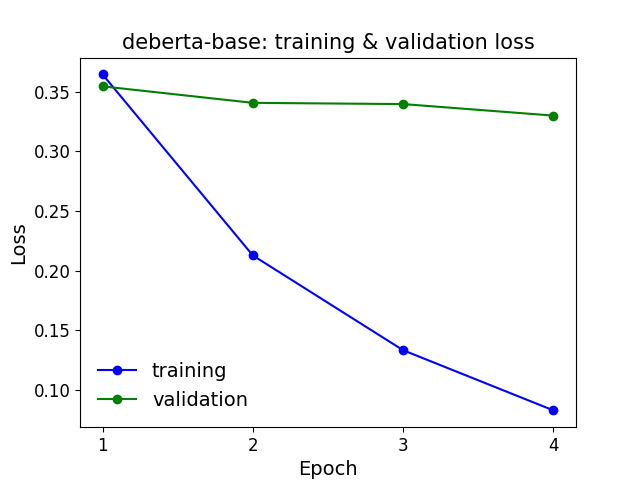 deberta-base: training & validation loss
Loss
0.35
0.30
0.25
0.20
0.15
0.10
training
validation
1 2 3 4
Epoch